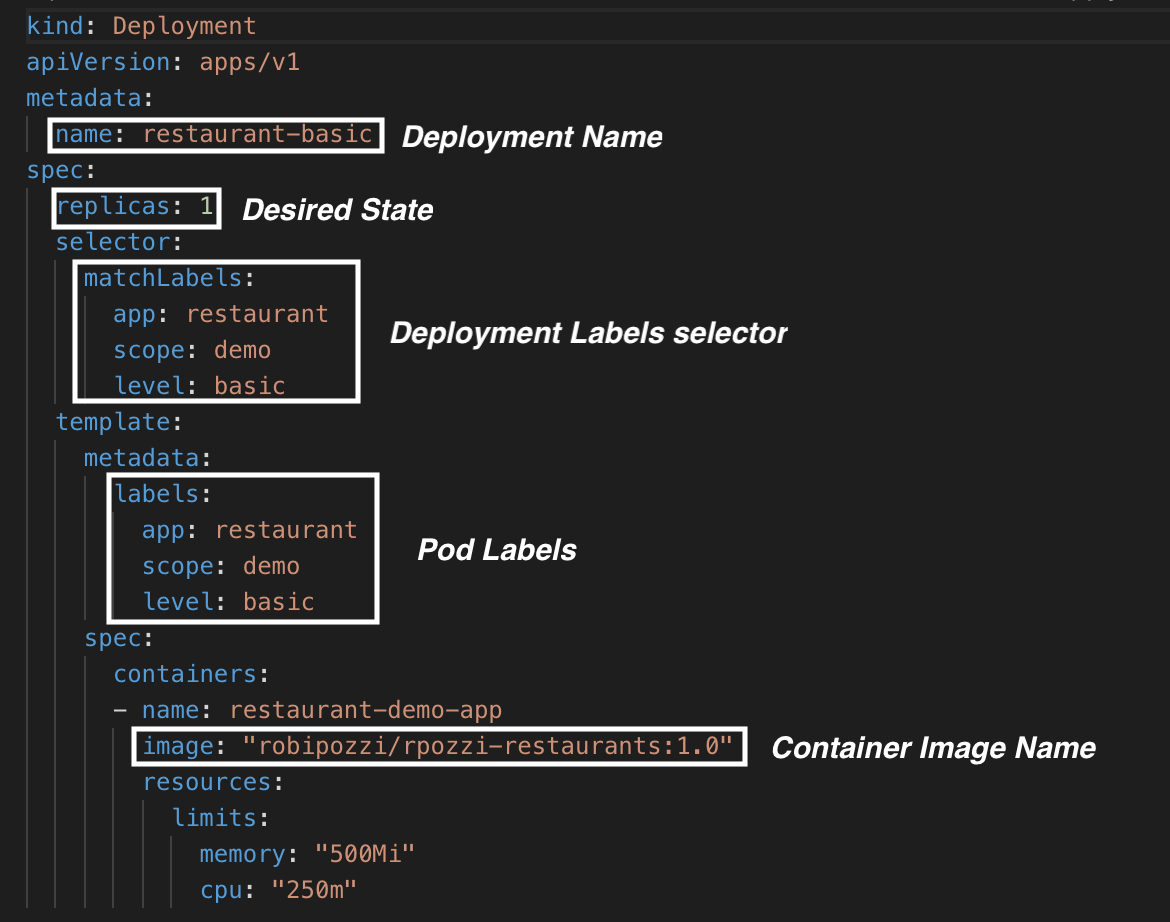 kind: Deployment
apiVersion: apps/v1
metadata:
name: restaurant-basic Deployment Name
spec:
replicas: 1 Desired State
selector:
matchLabels:
app: restaurant
scope: demo
Deployment Labels selector
level: basic
template:
metadata:
labels:
app: restaurant
Pod Labels
scope: demo
level: basic
spec:
containers:
- name: restaurant-demo-app
image: "robipozzi/rpozzi-restaurants:1.0" Container Image Name
resources:
limits:
memory: "500Mi"
cpu: "250m"